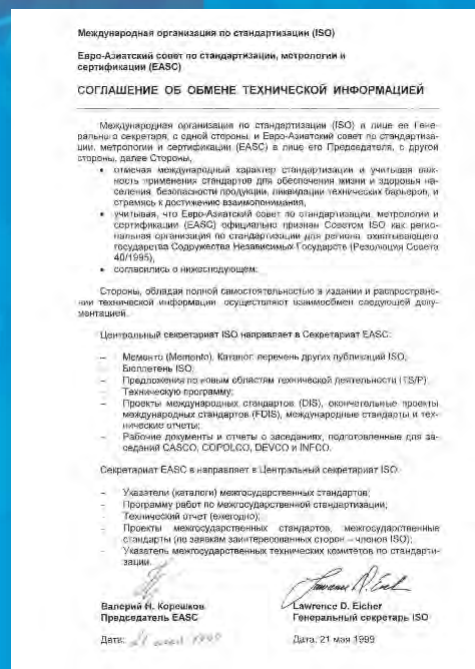 Международная организация по стандартизации (ISO)
Евро-Азиатский совет по стандартизации, метрологии и
сертификации (EASC)
СОГЛАШЕНИЕ ОБ ОБМЕНЕ ТЕХНИЧЕСКОЙ ИНФОРМАЦИЕЙ
Международная организация по стандартизации (ISO) и лице ее Гене-
рального секретаря, с одной стороны, и Евро-Азиатский совет по стандартиза-
ции, метрологии и сертификации (EASC) в лице его Председателя, с другой
стороны, далее Стороны,
• отмечая международный характер стандартизации и учитывая важ-
ность применения стандартов для обеспечения жизни и здоровья на-
селения, безопасности продукции, ликвидации технических барьеров, и
стремясь к достижению взаимопонимания,
• учитывая, что Евро-Азиатский совет по стандартизации, метрологии и
сертификации (EASC) официально признан Советом ISO как регио-
нальная организация по стандартизации для региона, охватывающего
государства Содружества Независимых Государств (Резолюция Совета
40/1995),
• согласились о нижеследующем:
Стороны, обладая полной самостоятельностью в издании и распростране-
нии технической информации, осуществляют взаимообмен следующей доку-
ментацией.
Центральный секретариат ISO направляет в Секретариат EASC:
– Мементо (Memento), Каталог, перечень других публикаций ISO,
Бюллетень ISO;
– Предложения по новым областям технической деятельности (TS/P);
– Техническую программу;
– Проекты международных стандартов (DIS), окончательные проекты
международных стандартов (FDIS), международные стандарты и тех-
нические отчеты;
– Рабочие документы и отчеты о заседаниях, подготовленные для за-
седаний CASCO, COPOLCO, DEVCO и INFCO.
Секретариат EASC в направляет в Центральный секретариат ISO:
- Указатели (каталоги) межгосударственных стандартов;
- Программу работ по межгосударственной стандартизации;
- Технический отчет (ежегодно);
- Проекты межгосударственных стандартов, межгосударственные
стандарты (по заявкам заинтересованных сторон – членов ISO);
- Указатель межгосударственных технических комитетов по стандарти-
зации.
Валерий Н. Корешков
Lawrence D. Eicher
Председатель EASC
Генеральный секретарь ISO
Дата: 21 1999
Дата: 21 мая 1999